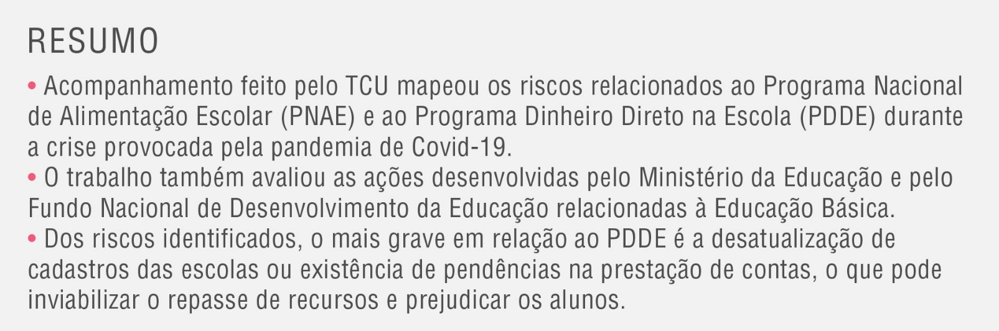 RESUMO
• Acompanhamento feito pelo TCU mapeou os riscos relacionados ao Programa Nacional
de Alimentação Escolar (PNAE) e ao Programa Dinheiro Direto na Escola (PDDE) durante
a crise provocada pela pandemia de Covid-19.
• O trabalho também avaliou as ações desenvolvidas pelo Ministério da Educação e pelo
Fundo Nacional de Desenvolvimento da Educação relacionadas à Educação Básica.
• Dos riscos identificados, o mais grave em relação ao PDDE é a desatualização de
cadastros das escolas ou existência de pendências na prestação de contas, o que pode
inviabilizar o repasse de recursos e prejudicar os alunos.